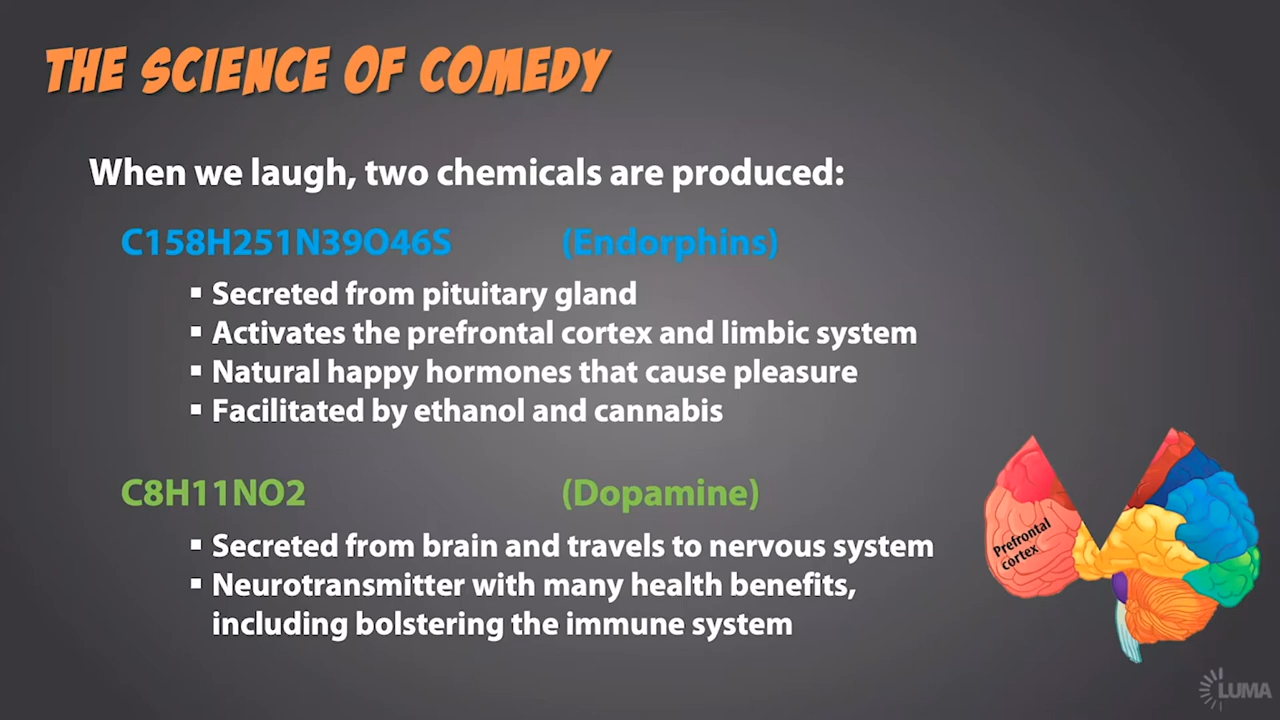 THE SCIENCE OF COMEDY
When we laugh, two chemicals are produced:
C158H251N39O46S (Endorphins)
▪ Secreted from pituitary gland
▪ Activates the prefrontal cortex and limbic system
▪ Natural happy hormones that cause pleasure
▪ Facilitated by ethanol and cannabis
C8H11NO2 (Dopamine)
▪ Secreted from brain and travels to nervous system
▪ Neurotransmitter with many health benefits,
including bolstering the immune system
Prefrontal
cortex
LUMA